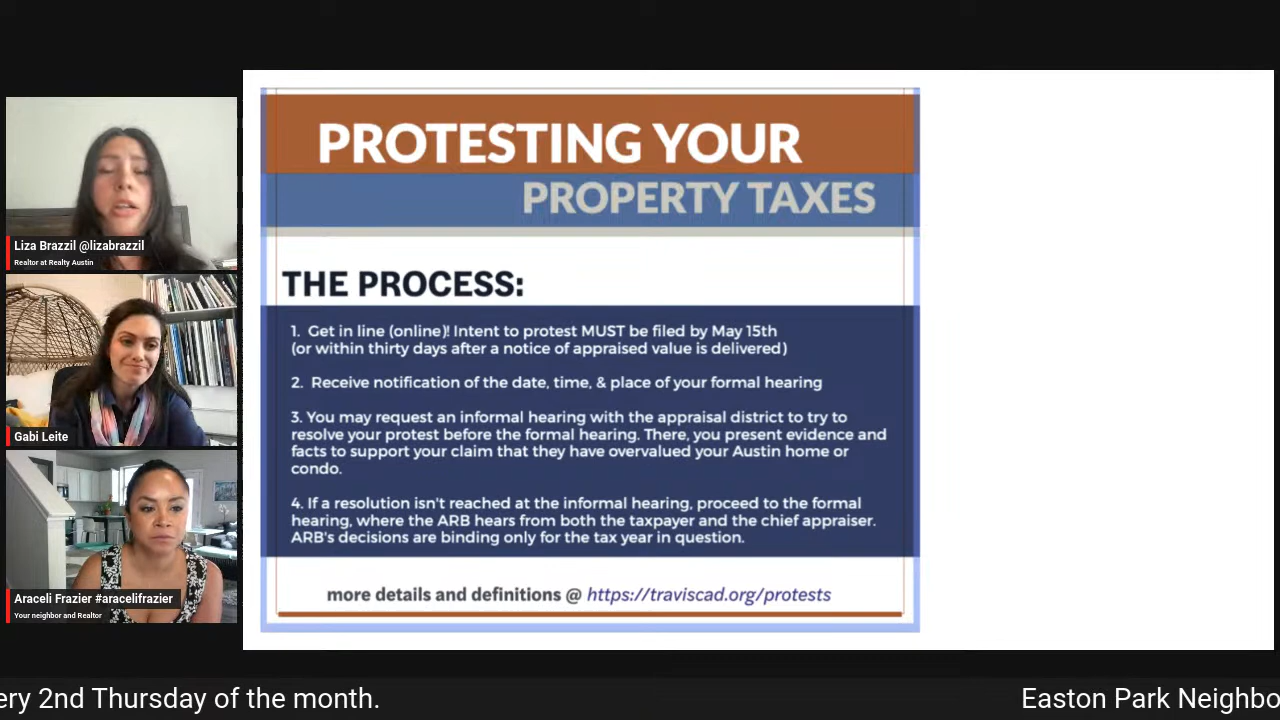 Liza Brazzil @lizabrazzil
Realtor at Realty Austin
Gabi Leite
Araceli Frazier #aracelifrazier
Your neighbor and Realtor
PROTESTING YOUR
PROPERTY TAXES
THE PROCESS:
1. Get in line (online)! Intent to protest MUST be filed by May 15th
(or within thirty days after a notice of appraised value is delivered)
2. Receive notification of the date, time, & place of your formal hearing
3. You may request an informal hearing with the appraisal district to try to
resolve your protest before the formal hearing. There, you present evidence and
facts to support your claim that they have overvalued your Austin home or
condo.
4. If a resolution isn't reached at the informal hearing, proceed to the formal
hearing, where the ARB hears from both the taxpayer and the chief appraiser.
ARB's decisions are binding only for the tax year in question.
more details and definitions @ https://traviscad.org/protests
ery 2nd Thursday of the month. Easton Park Neighbo